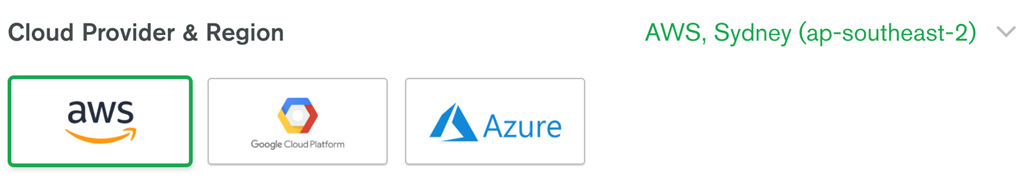 Cloud Provider & Region
AWS, Sydney (ap-southeast-2)
aws
Google Cloud Platform
Azure